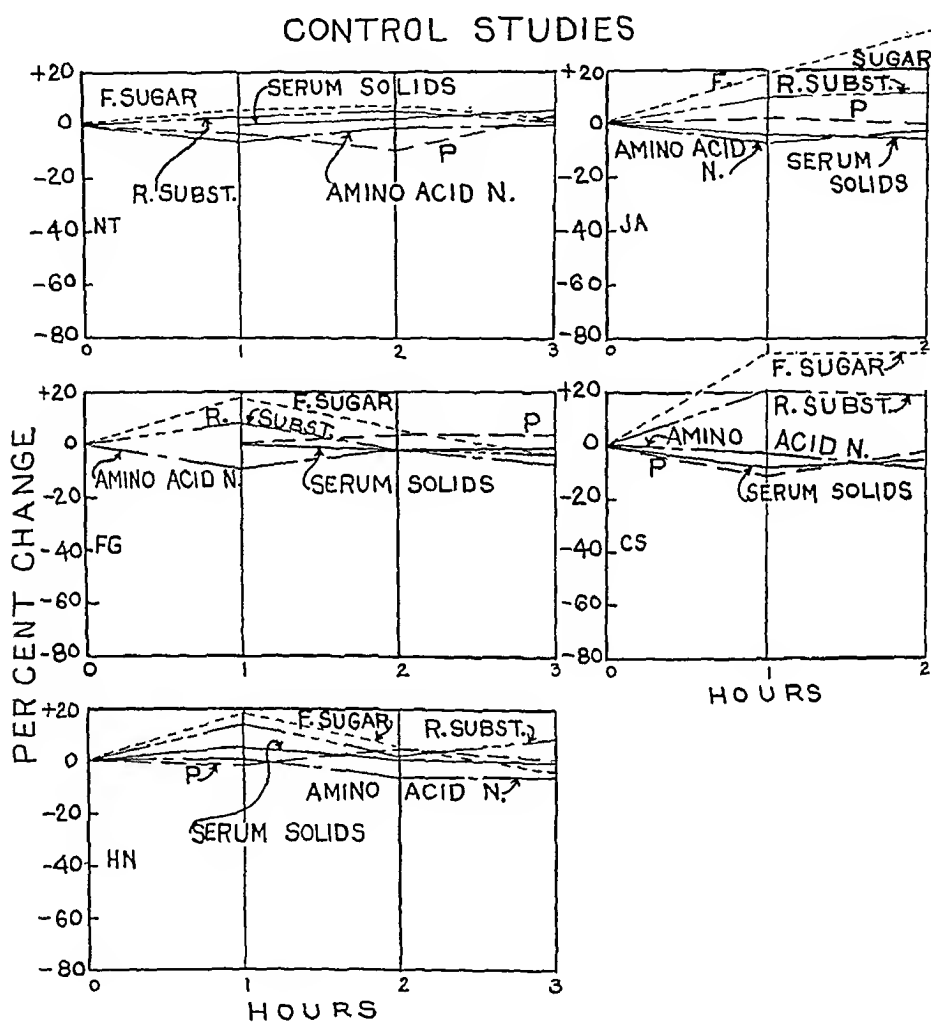 CONTROL STUDIES
PER CENT CHANGE
+20
0
-20
-40
-60
-80
F. SUGAR
SERUM SOLIDS
R. SUBST.
AMINO ACID N.
P
NT
0 1 2 3
+20
0
-20
-40
-60
-80
F. SUGAR
R. SUBST.
P
AMINO ACID
N.
SERUM
SOLIDS
JA
0 1 2
+20
0
-20
-40
-60
-80
F. SUGAR
R. SUBST.
P
AMINO ACID N.
SERUM SOLIDS
FG
0 1 2 3
F. SUGAR
+20
0
-20
-40
-60
-80
R. SUBST.
AMINO ACID N.
P
SERUM SOLIDS
CS
0 1 2
HOURS
+20
0
-20
-40
-60
-80
F. SUGAR
R. SUBST.
P
AMINO ACID N.
SERUM SOLIDS
HN
0 1 2 3
HOURS